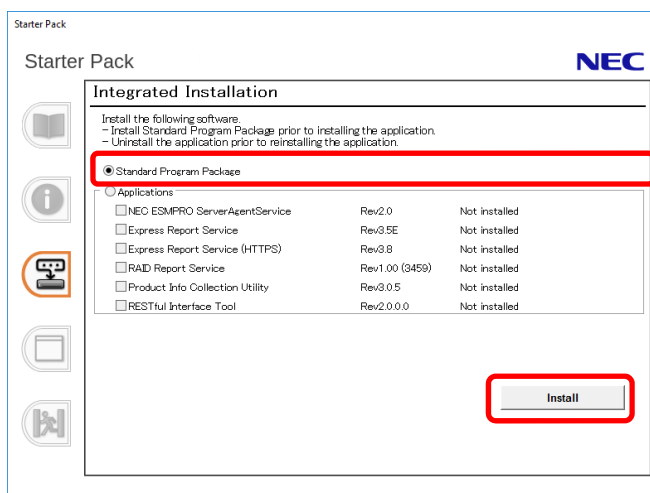 Starter Pack
Starter Pack
NEC
Integrated Installation
Install the following software.
- Install Standard Program Package prior to installing the application.
- Uninstall the application prior to reinstalling the application.
Standard Program Package
Applications
NEC ESMPRO ServerAgentService Rev2.0 Not installed
Express Report Service Rev3.5E Not installed
Express Report Service (HTTPS) Rev3.8 Not installed
RAID Report Service Rev1.00 (3459) Not installed
Product Info Collection Utility Rev3.0.5 Not installed
RESTful Interface Tool Rev2.0.0.0 Not installed
Install